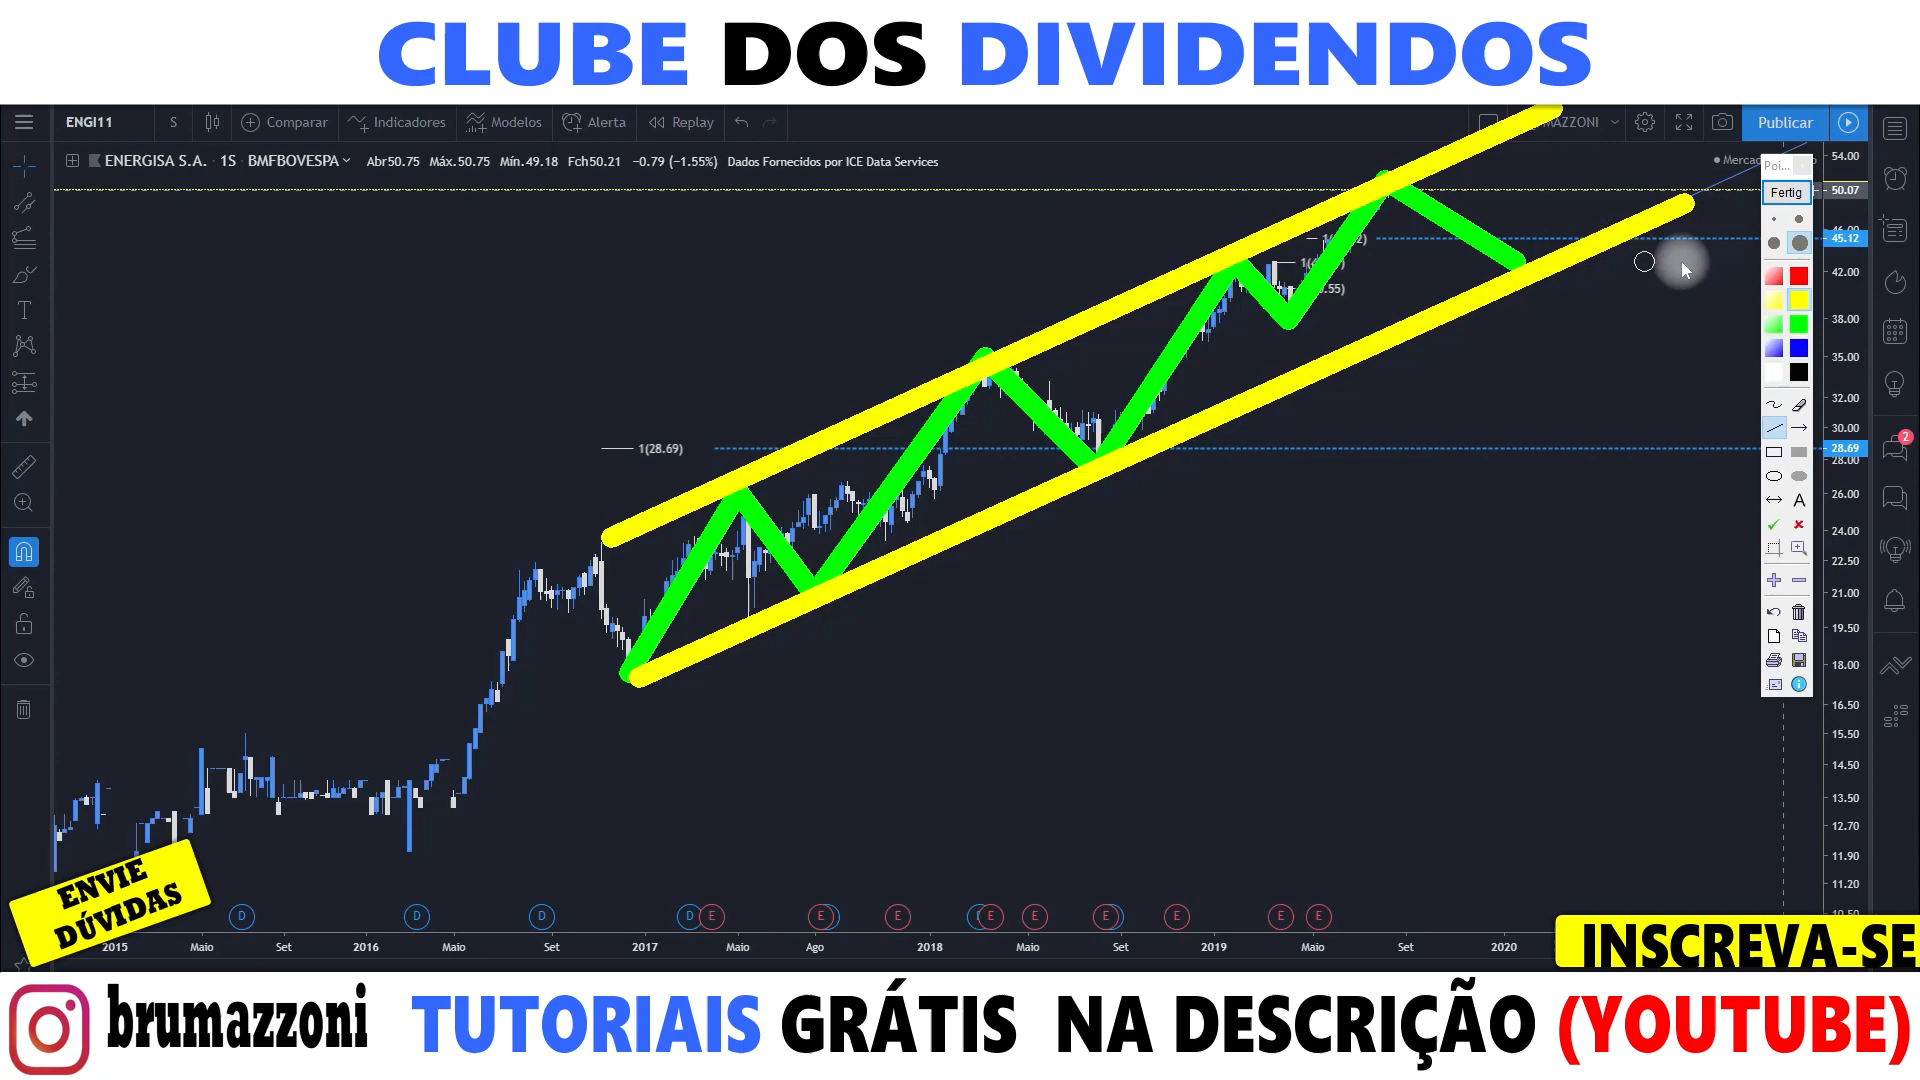 CLUBE DOS DIVIDENDOS
ENGI11 S Comparar Indicadores Modelos Alerta Replay MAZZONI Publicar
ENERGISA S.A. · 1S · BMFBOVESPA Abr50.75 Máx.50.75 Mín.49.18 Fch50.21 −0.79 (−1.55%) Dados Fornecidos por ICE Data Services
Fertig
54.00
50.07
45.12
42.00
38.00
35.00
32.00
30.00
28.69
28.00
26.00
24.00
22.50
21.00
19.50
18.00
16.50
15.50
14.50
13.50
12.70
11.90
11.20
1(28.69)
A
2
D D D D E E E E E E E E E
2015 Maio Set 2016 Maio Set 2017 Maio Ago 2018 Maio Set 2019 Maio Set 2020
ENVIE
DÚVIDAS
INSCREVA-SE
brumazzoni TUTORIAIS GRÁTIS NA DESCRIÇÃO (YOUTUBE)